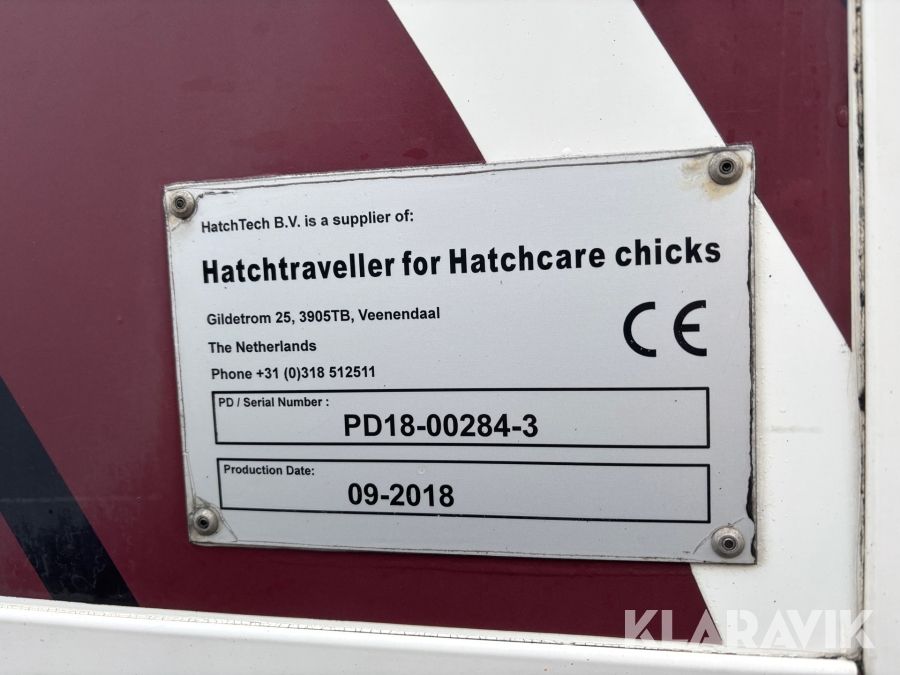 HatchTech B.V. is a supplier of:
Hatchtraveller for Hatchcare chicks
Gildetrom 25, 3905TB, Veenendaal
The Netherlands
Phone +31 (0)318 512511
CE
PD / Serial Number :
PD18-00284-3
Production Date:
09-2018
KLARAVIK